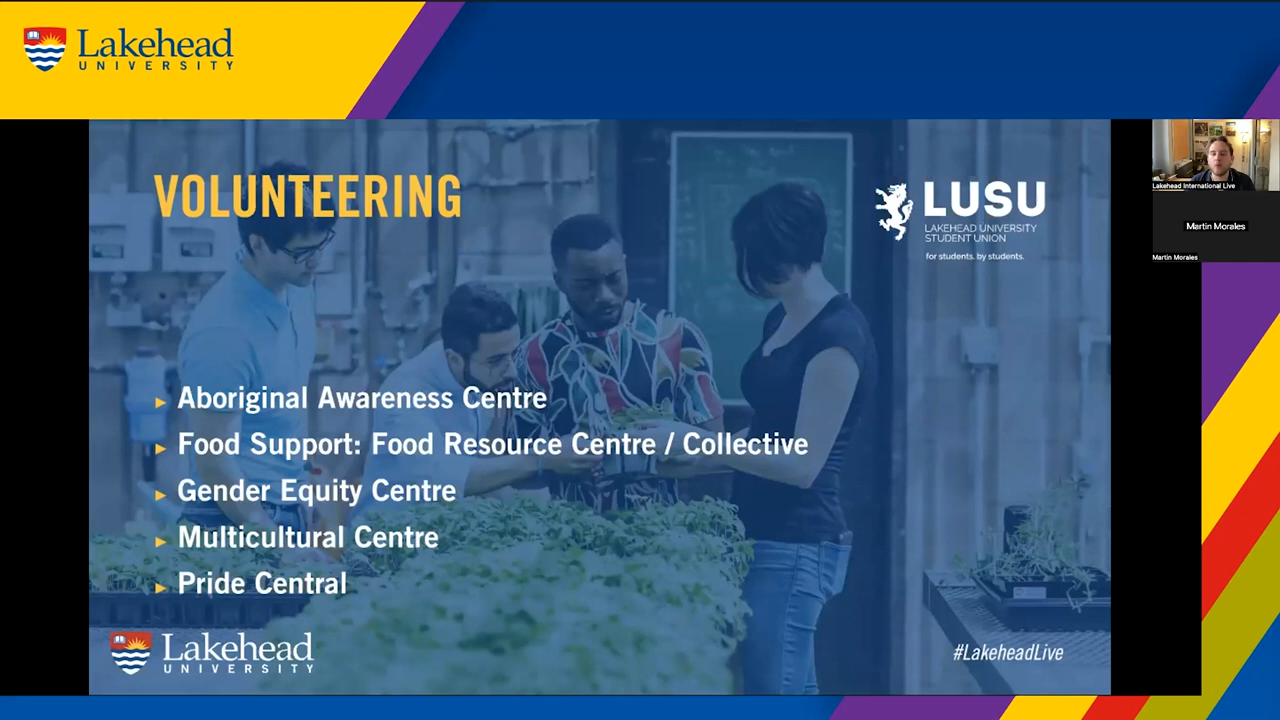 Lakehead
UNIVERSITY
VOLUNTEERING
LUSU
LAKEHEAD UNIVERSITY
STUDENT UNION
for students. by students.
Lakehead International Live
Martin Morales
Martin Morales
▸ Aboriginal Awareness Centre
▸ Food Support: Food Resource Centre / Collective
▸ Gender Equity Centre
▸ Multicultural Centre
▸ Pride Central
Lakehead
UNIVERSITY
#LakeheadLive